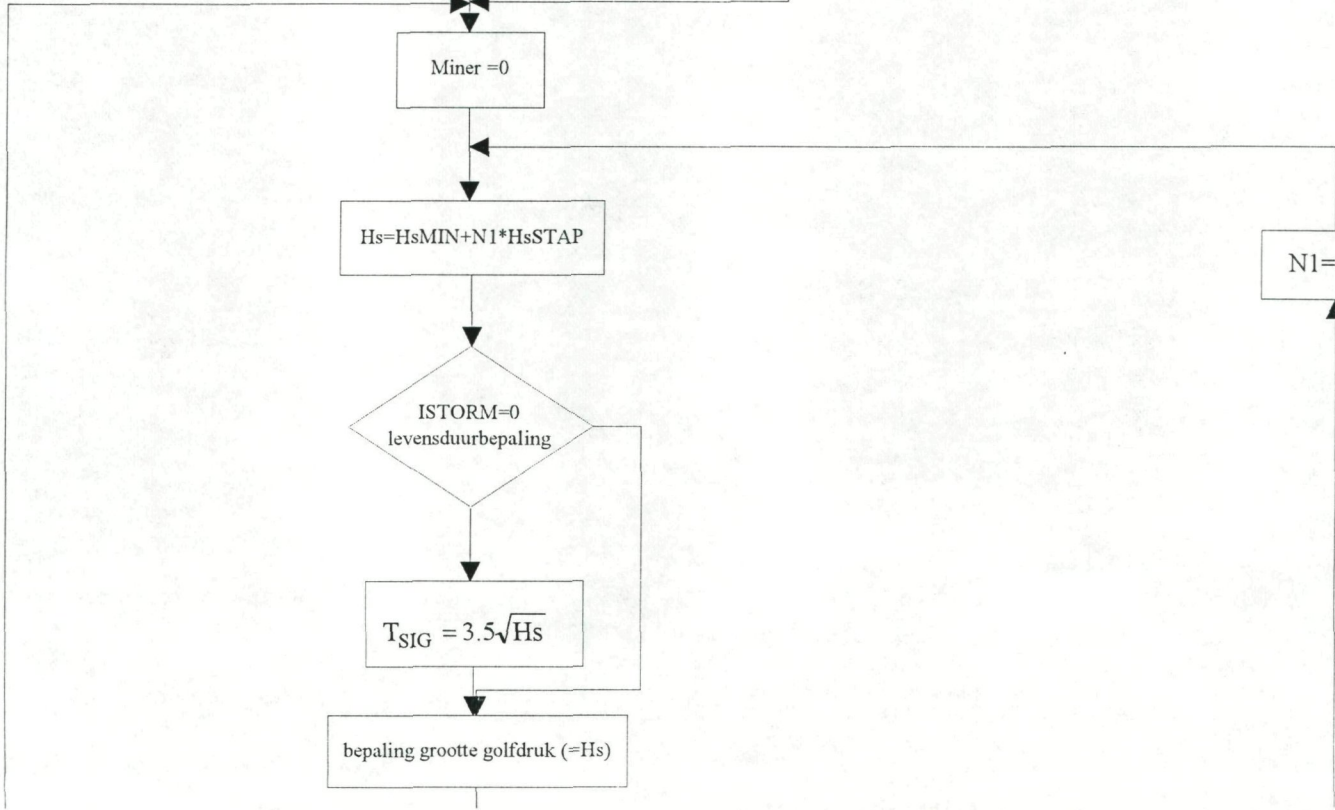 Miner =0
Hs=HsMIN+N1*HsSTAP
N1=
ISTORM=0
levensduurbepaling
T_SIG = 3.5√Hs
bepaling grootte golfdruk (=Hs)